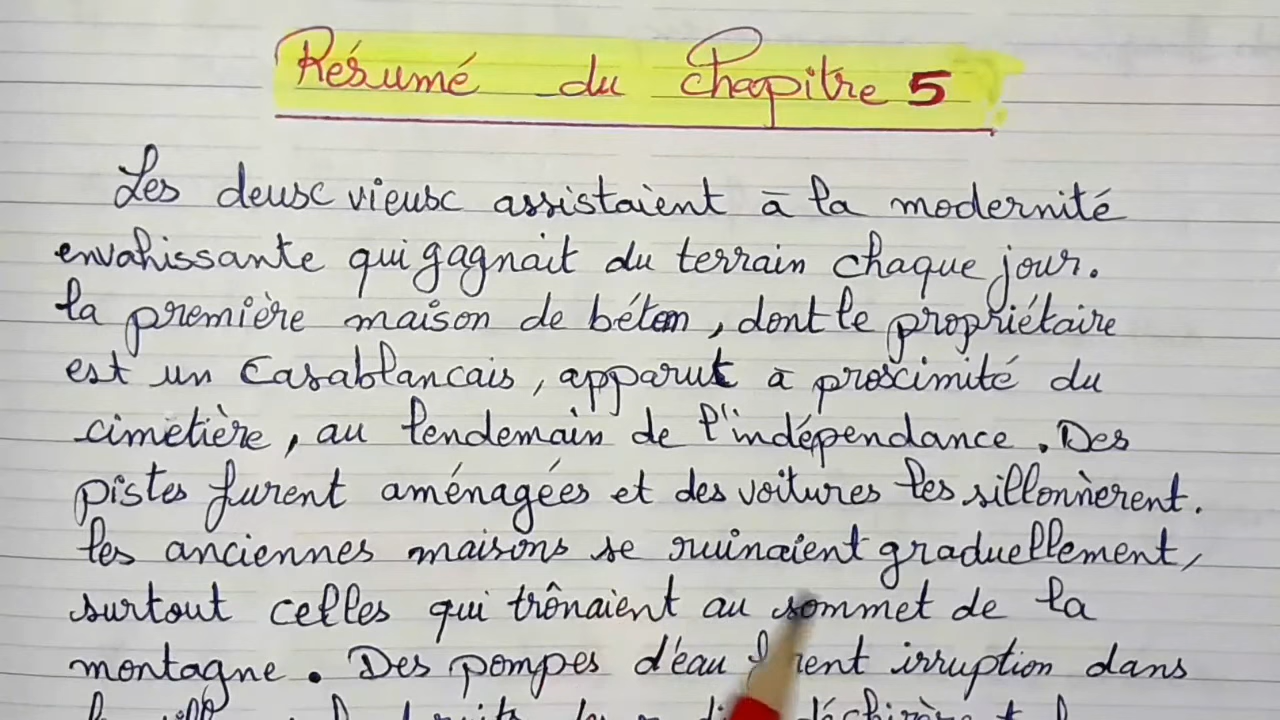 Résumé du chapitre 5
Les deux vieux assistaient à la modernité
envahissante qui gagnait du terrain chaque jour.
la première maison de béton, dont le propriétaire
est un Casablancais, apparut à proximité du
cimetière, au lendemain de l'indépendance. Des
pistes furent aménagées et des voitures les sillonnèrent.
les anciennes maisons se ruinaient graduellement,
surtout celles qui trônaient au sommet de la
montagne. Des pompes d'eau irruption dans